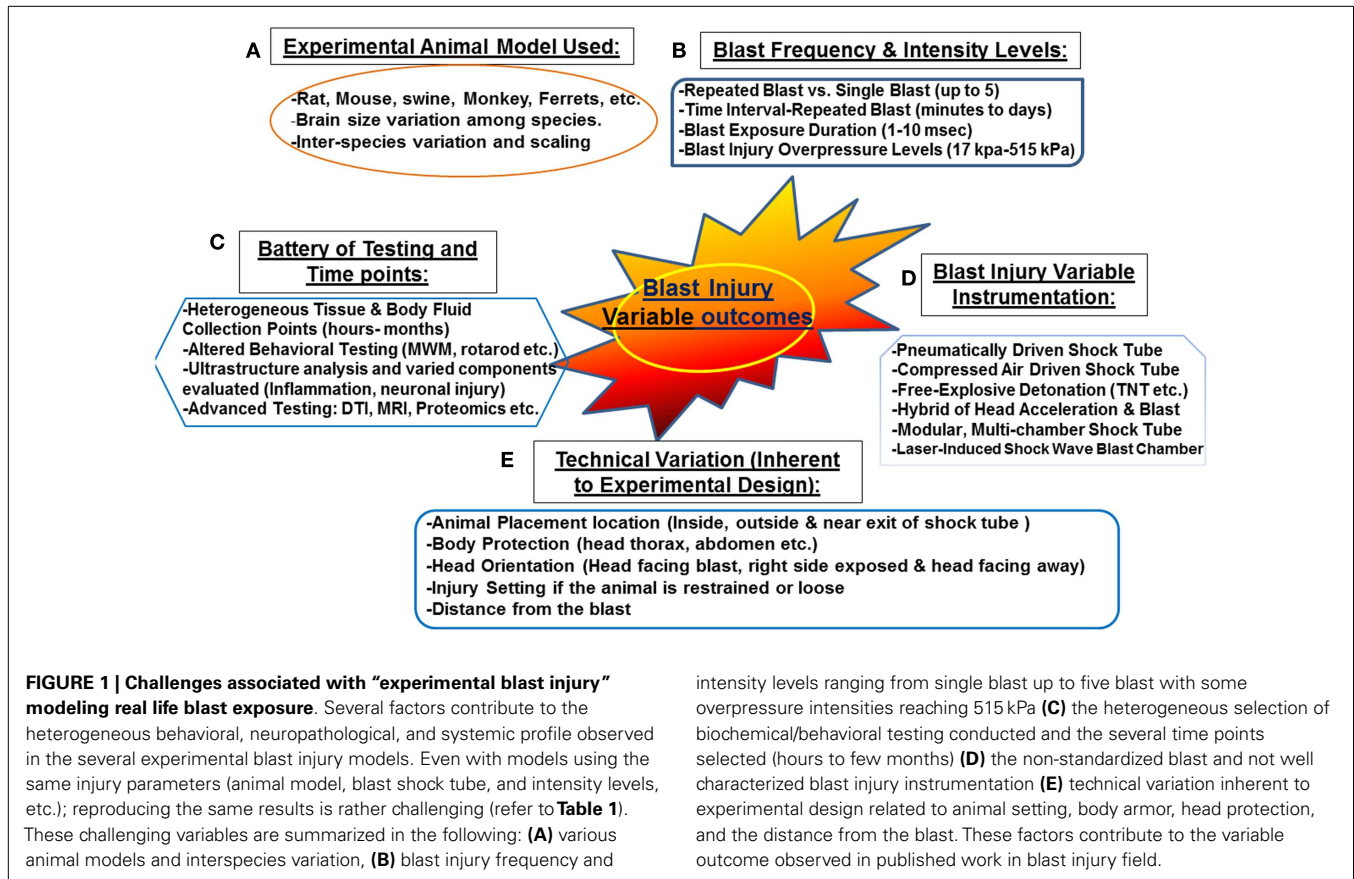 A
Experimental Animal Model Used:
-Rat, Mouse, swine, Monkey, Ferrets, etc.
-Brain size variation among species.
-Inter-species variation and scaling
B
Blast Frequency & Intensity Levels:
-Repeated Blast vs. Single Blast (up to 5)
-Time Interval-Repeated Blast (minutes to days)
-Blast Exposure Duration (1-10 msec)
-Blast Injury Overpressure Levels (17 kpa-515 kPa)
C
Battery of Testing and
Time points:
-Heterogeneous Tissue & Body Fluid
Collection Points (hours- months)
-Altered Behavioral Testing (MWM, rotarod etc.)
-Ultrastructure analysis and varied components
evaluated (Inflammation, neuronal injury)
-Advanced Testing: DTI, MRI, Proteomics etc.
Blast Injury
Variable outcomes
D
Blast Injury Variable
Instrumentation:
-Pneumatically Driven Shock Tube
-Compressed Air Driven Shock Tube
-Free-Explosive Detonation (TNT etc.)
-Hybrid of Head Acceleration & Blast
-Modular, Multi-chamber Shock Tube
-Laser-Induced Shock Wave Blast Chamber
E
Technical Variation (Inherent
to Experimental Design):
-Animal Placement location (Inside, outside & near exit of shock tube )
-Body Protection (head thorax, abdomen etc.)
-Head Orientation (Head facing blast, right side exposed & head facing away)
-Injury Setting if the animal is restrained or loose
-Distance from the blast
FIGURE 1 | Challenges associated with "experimental blast injury"
modeling real life blast exposure. Several factors contribute to the
heterogeneous behavioral, neuropathological, and systemic profile observed
in the several experimental blast injury models. Even with models using the
same injury parameters (animal model, blast shock tube, and intensity levels,
etc.); reproducing the same results is rather challenging (refer to Table 1).
These challenging variables are summarized in the following: (A) various
animal models and interspecies variation, (B) blast injury frequency and
intensity levels ranging from single blast up to five blast with some
overpressure intensities reaching 515 kPa (C) the heterogeneous selection of
biochemical/behavioral testing conducted and the several time points
selected (hours to few months) (D) the non-standardized blast and not well
characterized blast injury instrumentation (E) technical variation inherent to
experimental design related to animal setting, body armor, head protection,
and the distance from the blast. These factors contribute to the variable
outcome observed in published work in blast injury field.